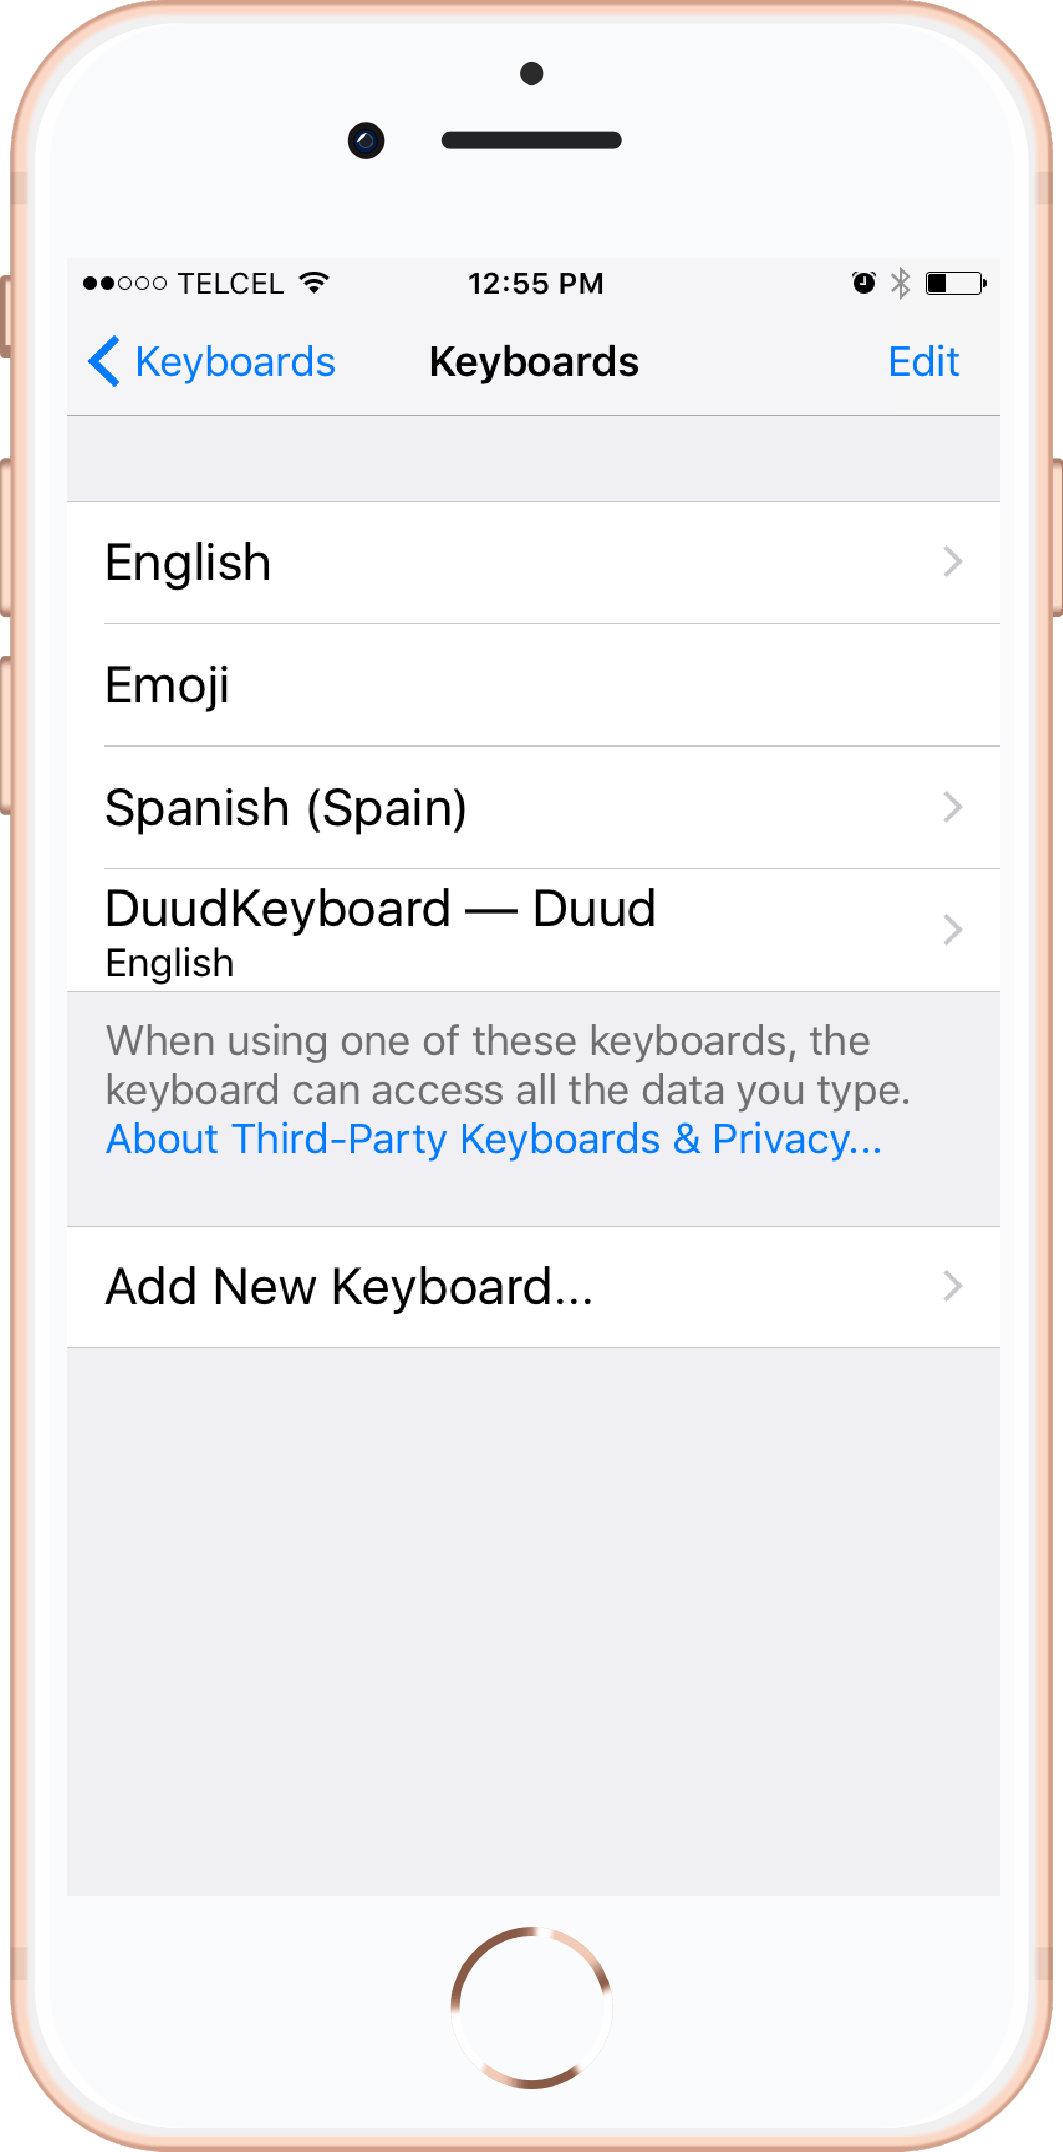 TELCEL 12:55 PM
Keyboards Keyboards Edit
English
Emoji
Spanish (Spain)
DuudKeyboard — Duud
English
When using one of these keyboards, the
keyboard can access all the data you type.
About Third-Party Keyboards & Privacy...
Add New Keyboard...